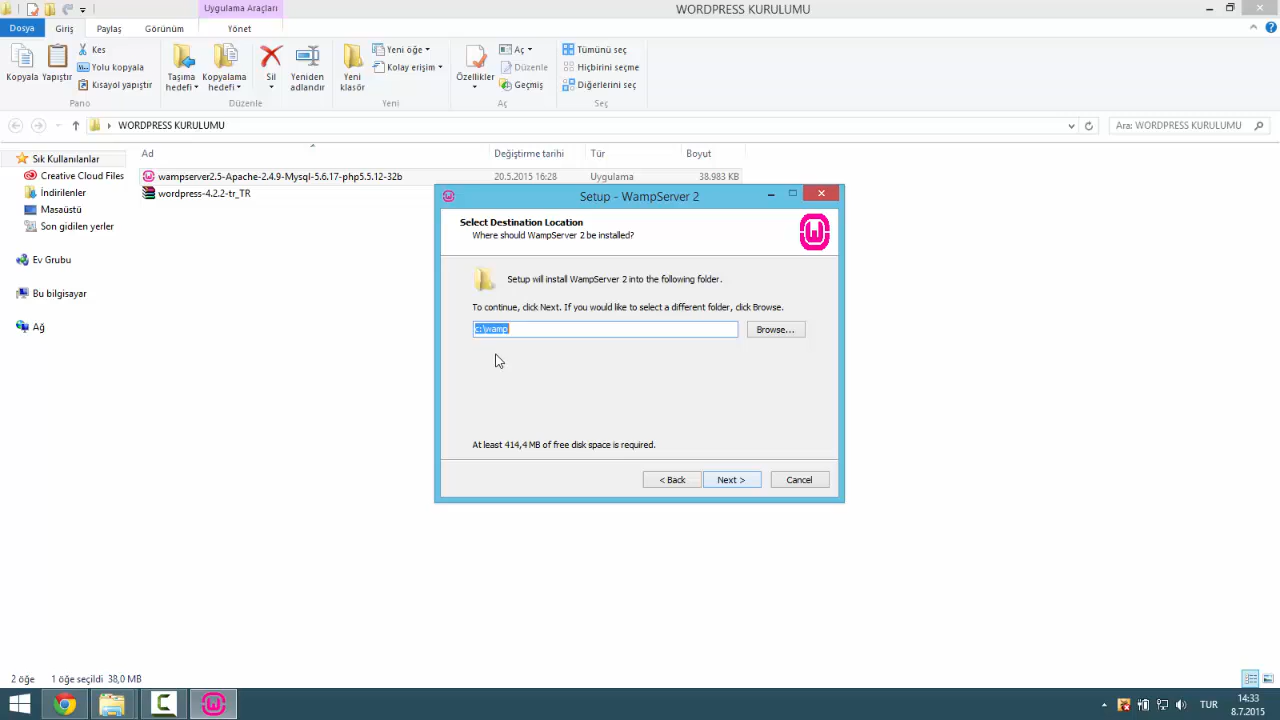 Uygulama Araçları
WORDPRESS KURULUMU
Dosya Giriş Paylaş Görünüm Yönet
Kopyala Yapıştır Kes Yolu kopyala Kısayol yapıştır
Pano
Taşıma hedefi Kopyalama hedefi Sil Yeniden adlandır
Düzenle
Yeni klasör Yeni öğe Kolay erişim
Yeni
Özellikler Aç Düzenle Geçmiş
Aç
Tümünü seç
Hiçbirini seçme
Diğerlerini seç
Seç
WORDPRESS KURULUMU
Ara: WORDPRESS KURULUMU
Ad Değiştirme tarihi Tür Boyut
Sık Kullanılanlar
Creative Cloud Files
İndirilenler
Masaüstü
Son gidilen yerler
Ev Grubu
Bu bilgisayar
Ağ
wampserver2.5-Apache-2.4.9-Mysql-5.6.17-php5.5.12-32b 20.5.2015 16:28 Uygulama 38.983 KB
wordpress-4.2.2-tr_TR
Setup - WampServer 2
Select Destination Location
Where should WampServer 2 be installed?
Setup will install WampServer 2 into the following folder.
To continue, click Next. If you would like to select a different folder, click Browse.
c:\wamp
Browse...
At least 414,4 MB of free disk space is required.
< Back Next > Cancel
2 öğe 1 öğe seçildi 38,0 MB
TUR
14:33
8.7.2015